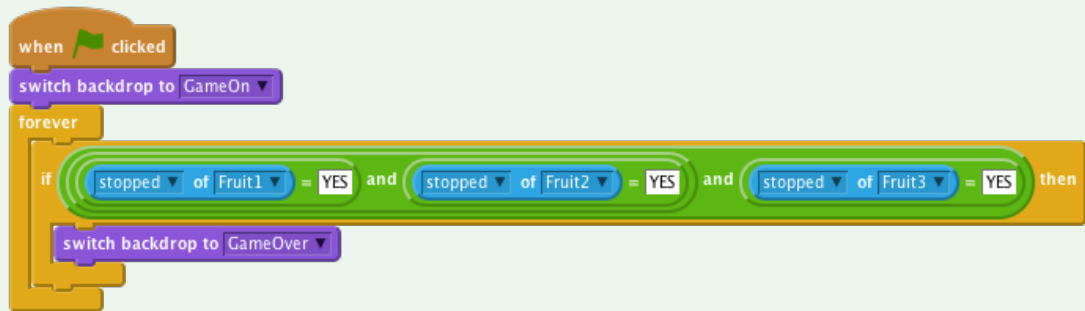 when clicked
switch backdrop to GameOn
forever
if stopped of Fruit1 = YES and stopped of Fruit2 = YES and stopped of Fruit3 = YES then
switch backdrop to GameOver